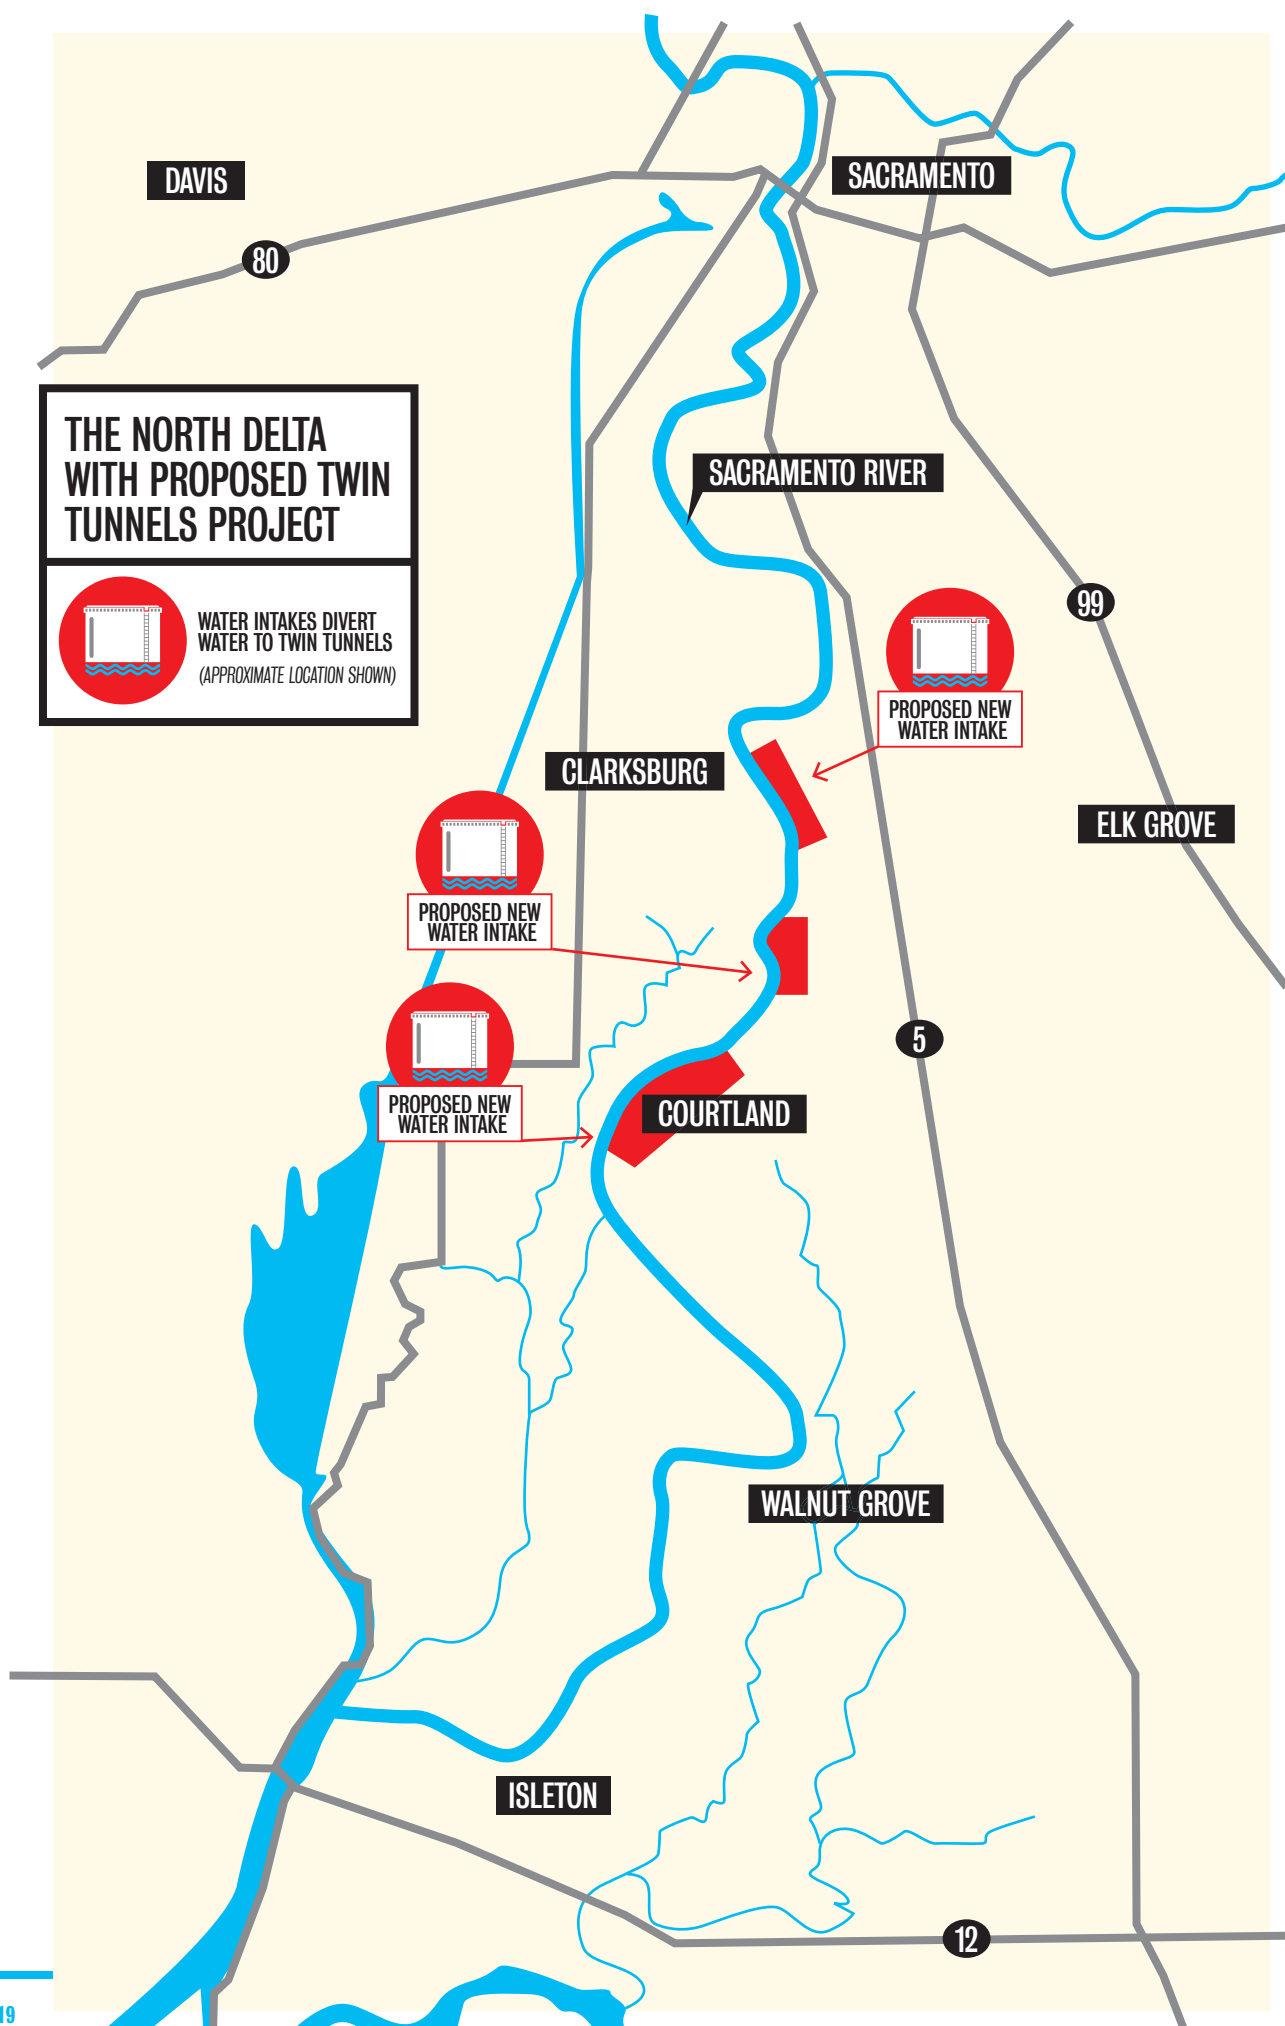 DAVIS
SACRAMENTO
80
THE NORTH DELTA
WITH PROPOSED TWIN
TUNNELS PROJECT
WATER INTAKES DIVERT
WATER TO TWIN TUNNELS
(APPROXIMATE LOCATION SHOWN)
SACRAMENTO RIVER
99
PROPOSED NEW
WATER INTAKE
CLARKSBURG
ELK GROVE
PROPOSED NEW
WATER INTAKE
5
PROPOSED NEW
WATER INTAKE
COURTLAND
WALNUT GROVE
ISLETON
12
19